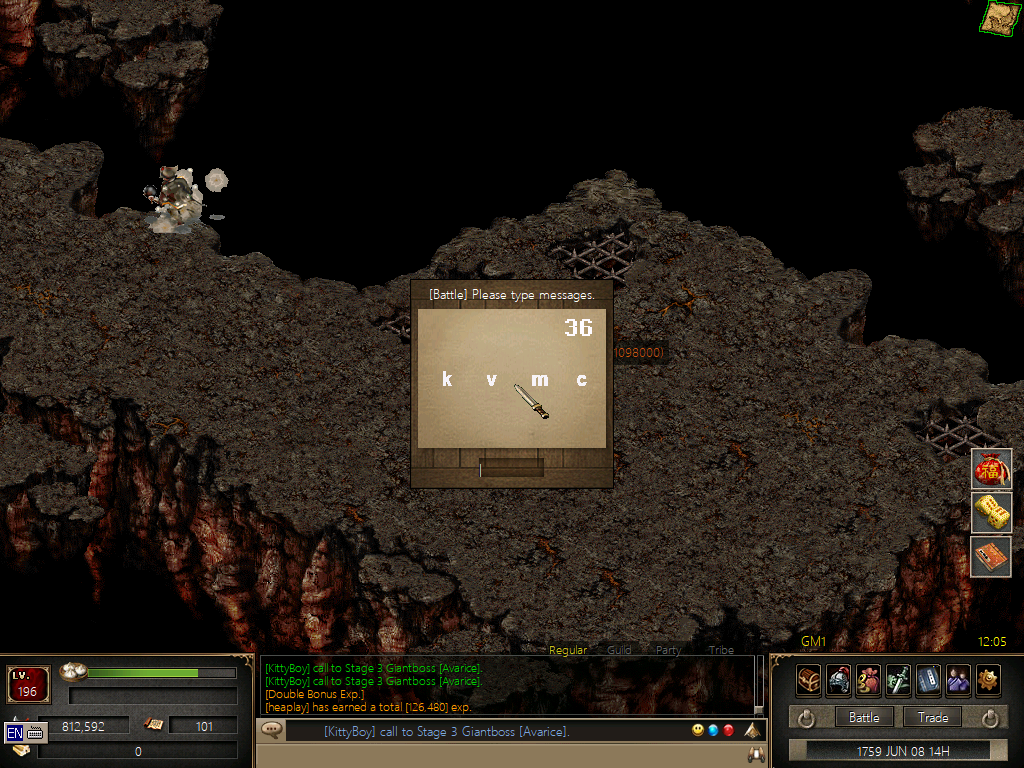 [Battle] Please type messages.
36
(098000)
k v m c
福
GM1
12:05
Regular Guild Party Tribe
[KittyBoy] call to Stage 3 Giantboss [Avarice].
[KittyBoy] call to Stage 3 Giantboss [Avarice].
[Double Bonus Exp.]
[heaplay] has earned a total [126,480] exp.
LV.
196
812,592
101
EN
0
[KittyBoy] call to Stage 3 Giantboss [Avarice].
Battle Trade
1759 JUN 08 14H